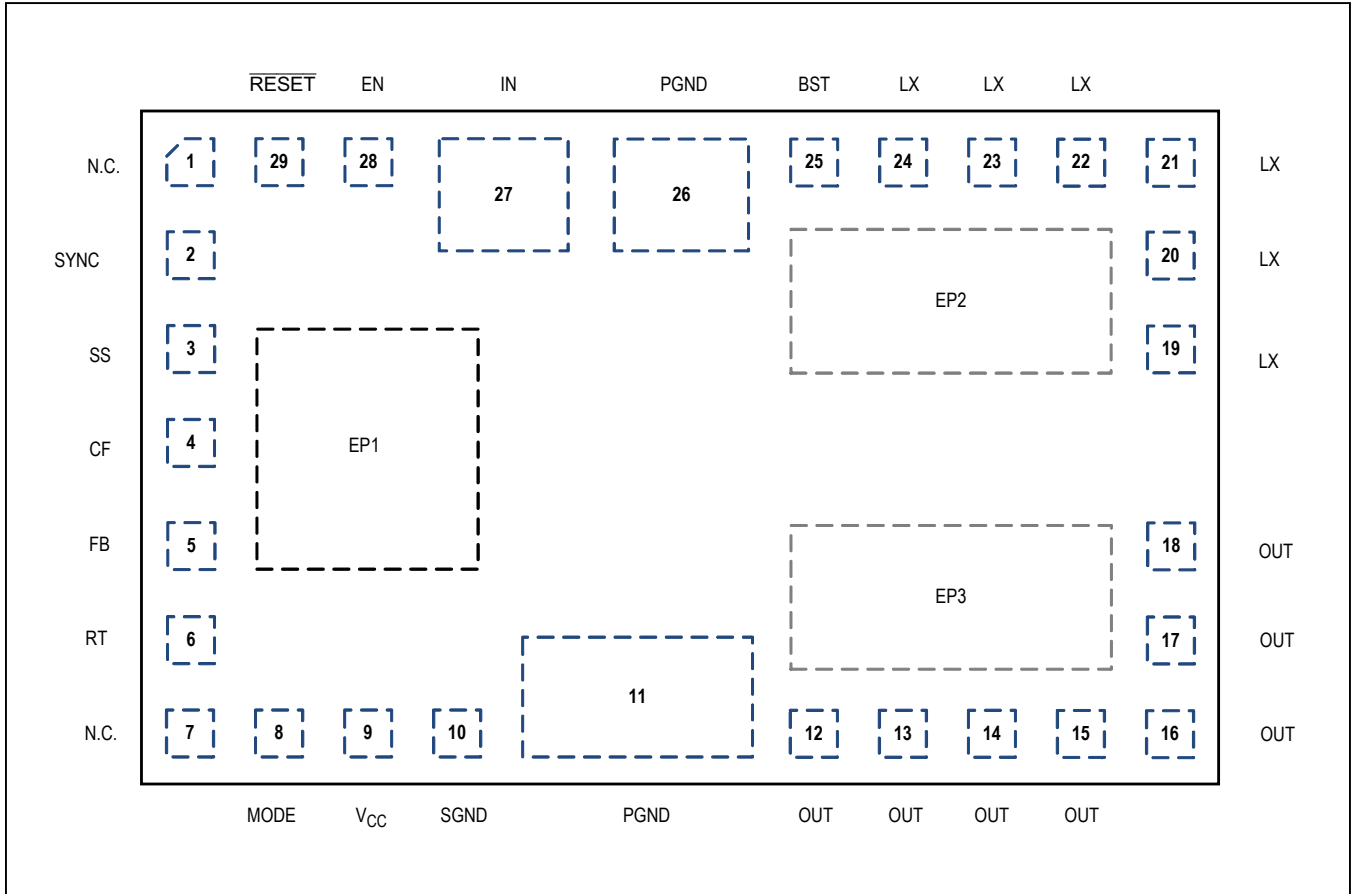 RESET EN IN PGND BST LX LX LX
N.C. 1 29 28 27 26 25 24 23 22 21 LX
SYNC 2 20 LX
EP2
SS 3 19 LX
CF 4 EP1
FB 5 18 OUT
EP3
RT 6 17 OUT
11
N.C. 7 8 9 10 12 13 14 15 16 OUT
MODE VCC SGND PGND OUT OUT OUT OUT